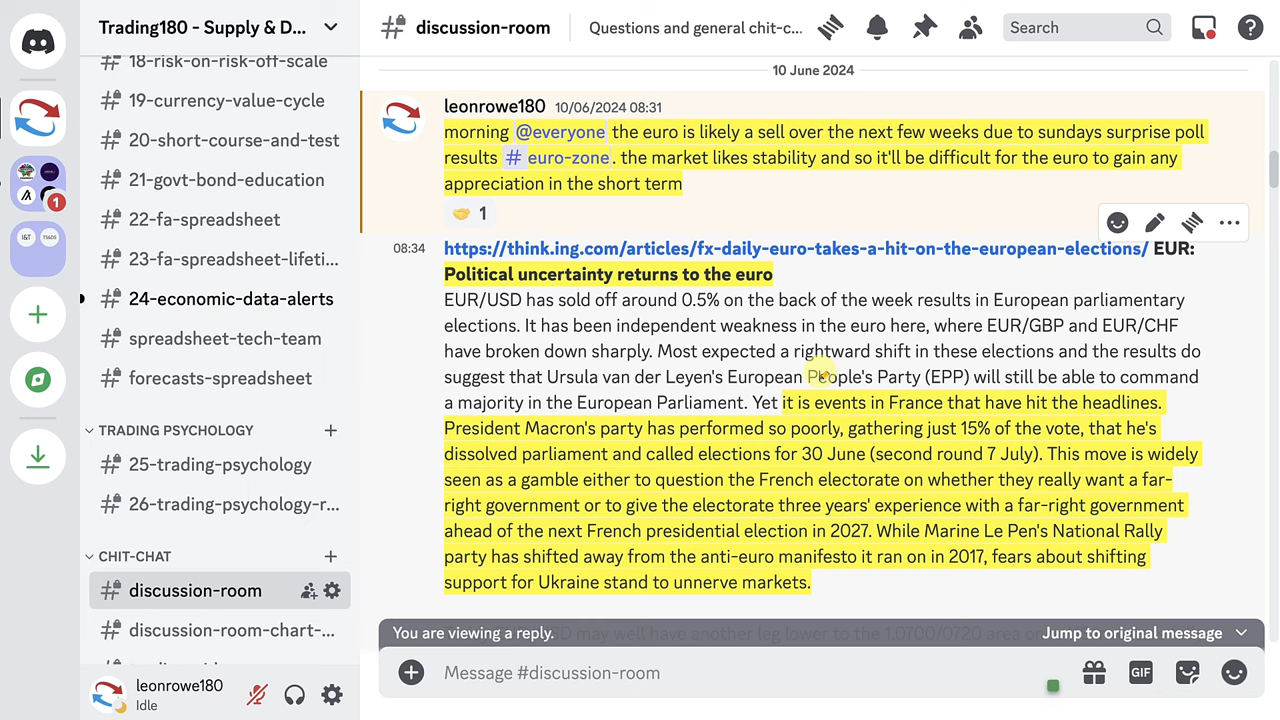 Trading180 - Supply & D...
18-risk-on-risk-off-scale
19-currency-value-cycle
20-short-course-and-test
21-govt-bond-education
22-fa-spreadsheet
23-fa-spreadsheet-lifeti...
24-economic-data-alerts
spreadsheet-tech-team
forecasts-spreadsheet
TRADING PSYCHOLOGY
25-trading-psychology
26-trading-psychology-r...
CHIT-CHAT
discussion-room
discussion-room-chart-...
leonrowe180
Idle
1
discussion-room
Questions and general chit-c...
Search
10 June 2024
leonrowe180 10/06/2024 08:31
morning @everyone the euro is likely a sell over the next few weeks due to sundays surprise poll
results # euro-zone. the market likes stability and so it'll be difficult for the euro to gain any
appreciation in the short term
1
08:34 https://think.ing.com/articles/fx-daily-euro-takes-a-hit-on-the-european-elections/ EUR:
Political uncertainty returns to the euro
EUR/USD has sold off around 0.5% on the back of the week results in European parliamentary
elections. It has been independent weakness in the euro here, where EUR/GBP and EUR/CHF
have broken down sharply. Most expected a rightward shift in these elections and the results do
suggest that Ursula van der Leyen's European People's Party (EPP) will still be able to command
a majority in the European Parliament. Yet it is events in France that have hit the headlines.
President Macron's party has performed so poorly, gathering just 15% of the vote, that he's
dissolved parliament and called elections for 30 June (second round 7 July). This move is widely
seen as a gamble either to question the French electorate on whether they really want a far-
right government or to give the electorate three years' experience with a far-right government
ahead of the next French presidential election in 2027. While Marine Le Pen's National Rally
party has shifted away from the anti-euro manifesto it ran on in 2017, fears about shifting
support for Ukraine stand to unnerve markets.
You are viewing a reply.
Jump to original message
Message #discussion-room
GIF